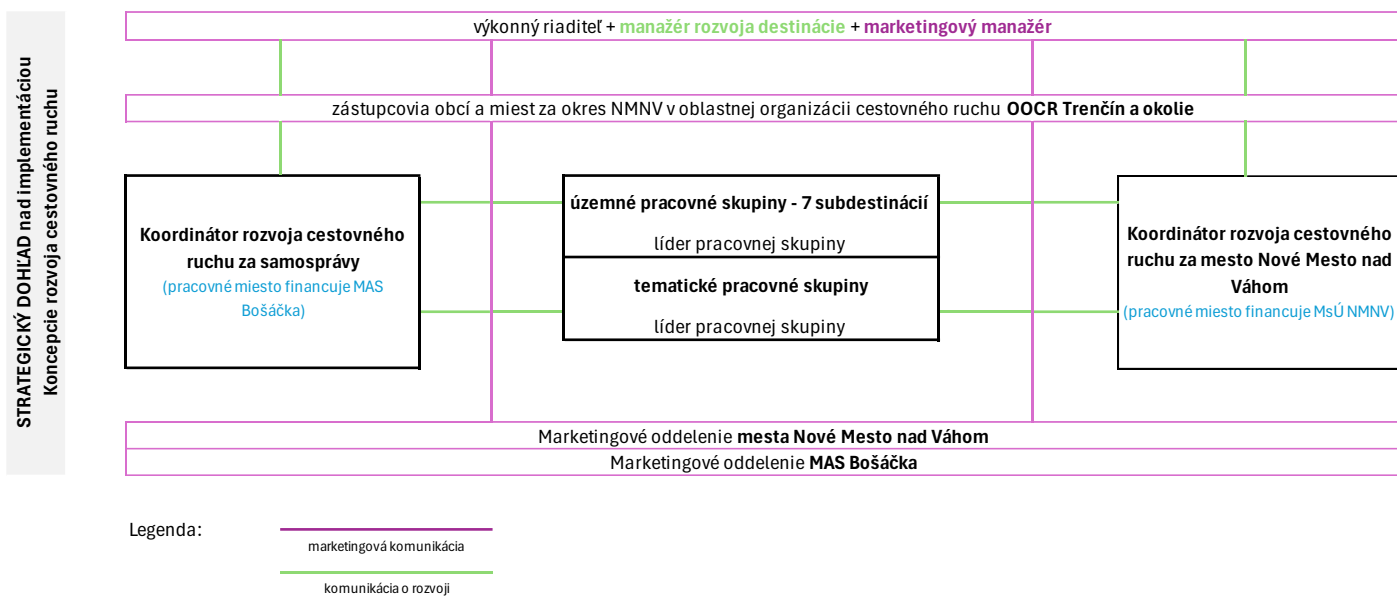 STRATEGICKÝ DOHĽAD nad implementáciou
Koncepcie rozvoja cestovného ruchu
výkonný riaditeľ + manažér rozvoja destinácie + marketingový manažér
zástupcovia obcí a miest za okres NMNV v oblastnej organizácii cestovného ruchu OOCR Trenčín a okolie
Koordinátor rozvoja cestovného
ruchu za samosprávy
(pracovné miesto financuje MAS
Bošáčka)
územné pracovné skupiny - 7 subdestinácií
líder pracovnej skupiny
tematické pracovné skupiny
líder pracovnej skupiny
Koordinátor rozvoja cestovného
ruchu za mesto Nové Mesto nad
Váhom
(pracovné miesto financuje MsÚ NMNV)
Marketingové oddelenie mesta Nové Mesto nad Váhom
Marketingové oddelenie MAS Bošáčka
Legenda:
marketingová komunikácia
komunikácia o rozvoji